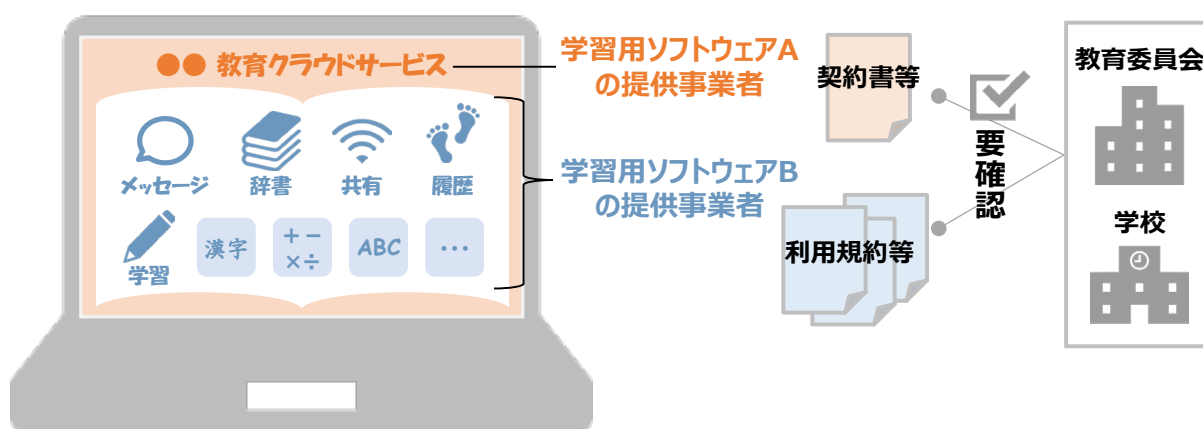 ●● 教育クラウドサービス
メッセージ
辞書
共有
履歴
学習
漢字
+ −
×÷
ABC
…
学習用ソフトウェアA
の提供事業者
学習用ソフトウェアB
の提供事業者
契約書等
利用規約等
要確認
教育委員会
学校